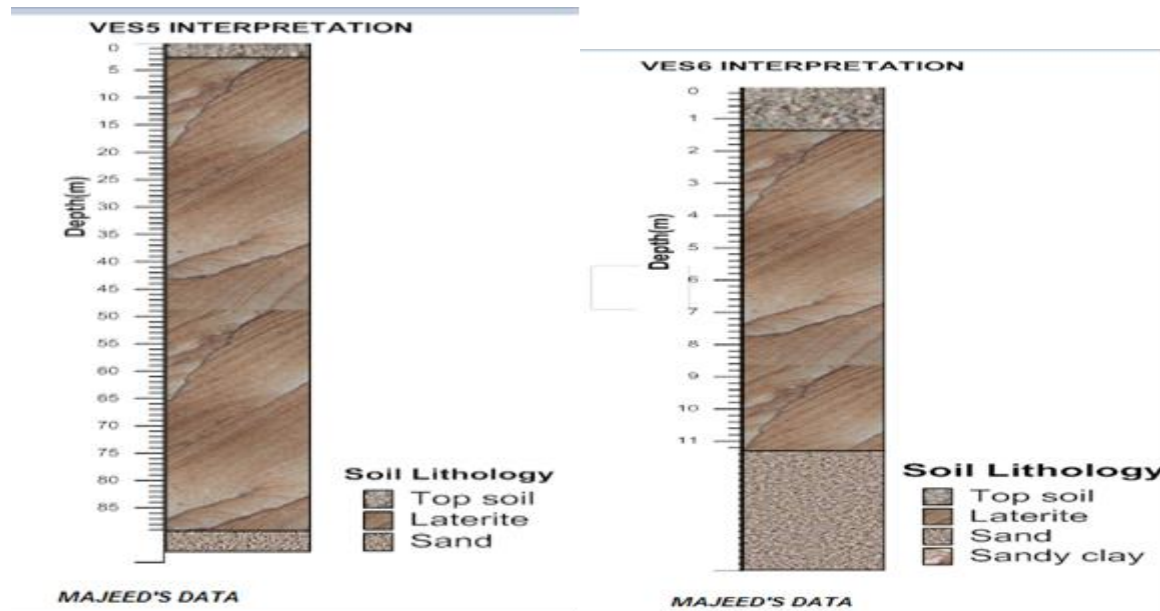 VES5 INTERPRETATION
0
5
10
15
20
25
30
35
40
45
50
55
60
65
70
75
80
85
Depth(m)
Soil Lithology
Top soil
Laterite
Sand
MAJEED'S DATA
VES6 INTERPRETATION
0
1
2
3
4
5
6
7
8
9
10
11
Depth(m)
Soil Lithology
Top soil
Laterite
Sand
Sandy clay
MAJEED'S DATA